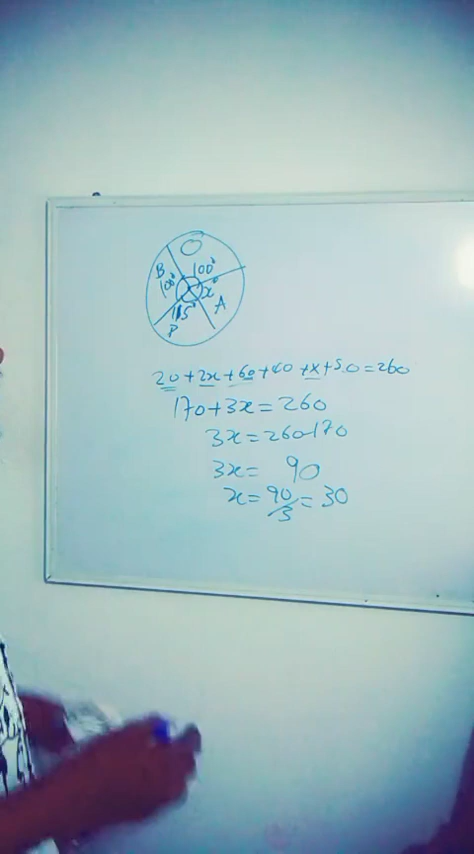 O
B 100°
100° x°
A
115°
P
20+2x+60+40+x+50=260
170+3x=260
3x=260-170
3x= 90
x=90/3=30